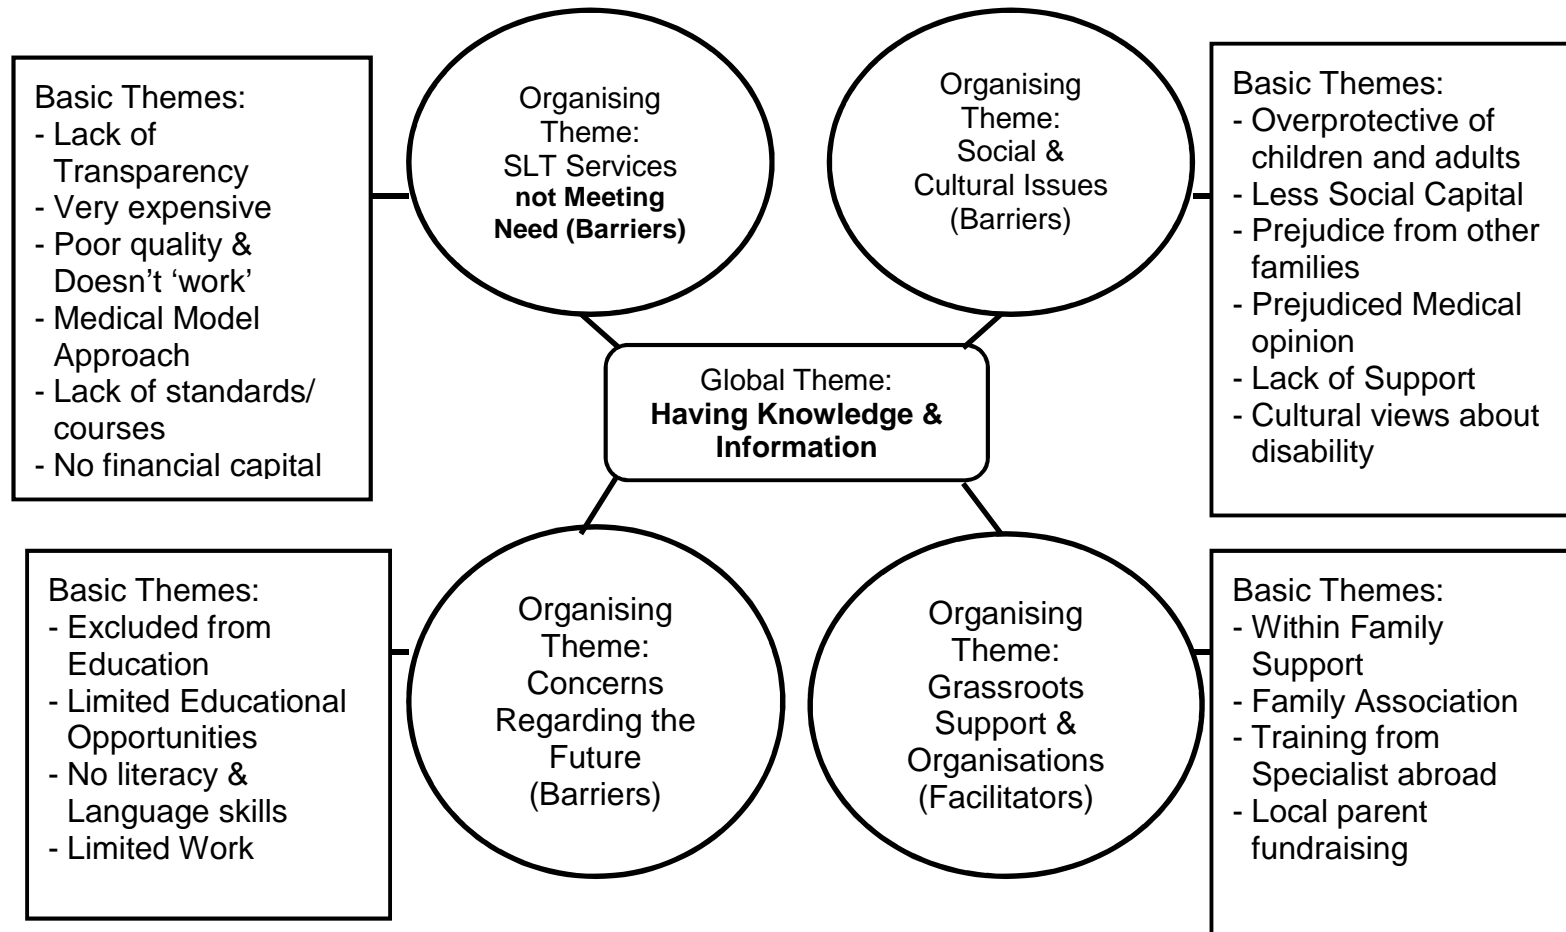 Basic Themes:
- Lack of
Transparency
- Very expensive
- Poor quality &
Doesn’t ‘work’
- Medical Model
Approach
- Lack of standards/
courses
- No financial capital
Organising
Theme:
SLT Services
not Meeting
Need (Barriers)
Organising
Theme:
Social &
Cultural Issues
(Barriers)
Basic Themes:
- Overprotective of
children and adults
- Less Social Capital
- Prejudice from other
families
- Prejudiced Medical
opinion
- Lack of Support
- Cultural views about
disability
Global Theme:
Having Knowledge &
Information
Basic Themes:
- Excluded from
Education
- Limited Educational
Opportunities
- No literacy &
Language skills
- Limited Work
Organising
Theme:
Concerns
Regarding the
Future
(Barriers)
Organising
Theme:
Grassroots
Support &
Organisations
(Facilitators)
Basic Themes:
- Within Family
Support
- Family Association
- Training from
Specialist abroad
- Local parent
fundraising